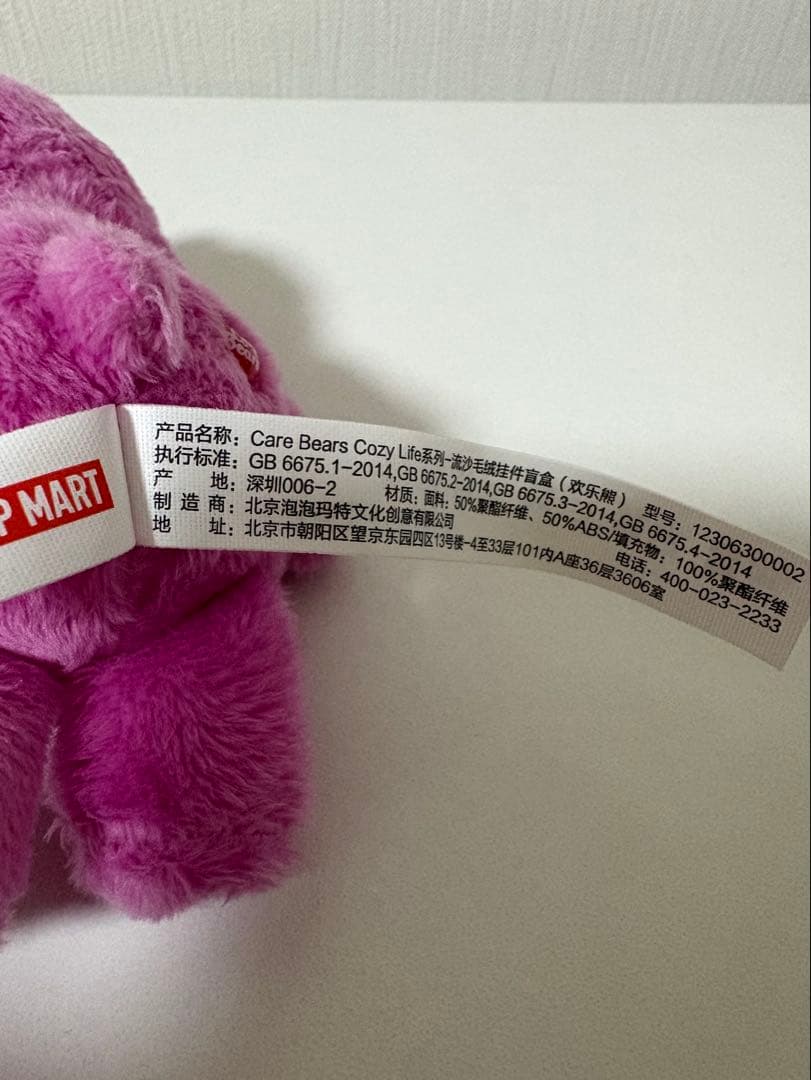 P MART
产品名称：Care Bears Cozy Life系列-流沙毛绒挂件盲盒（欢乐熊） 型号：12306300002
执行标准：GB 6675.1-2014,GB 6675.2-2014,GB 6675.3-2014,GB 6675.4-2014
产 地：深圳006-2 材质：面料：50%聚酯纤维、50%ABS/填充物：100%聚酯纤维
制造商：北京泡泡玛特文化创意有限公司 电话：400-023-2233
地 址：北京市朝阳区望京东园四区13号楼-4至33层101内A座36层3606室